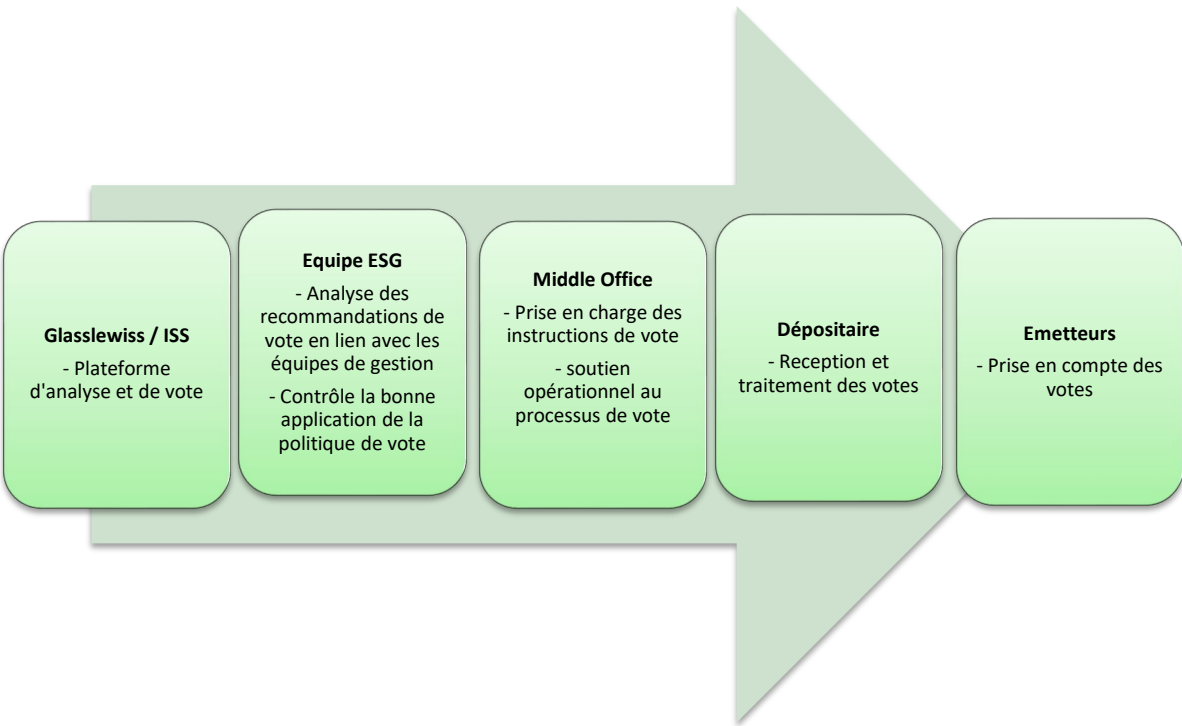 Glasslewiss / ISS
- Plateforme
d'analyse et de vote
Equipe ESG
- Analyse des
recommandations de
vote en lien avec les
équipes de gestion
- Contrôle la bonne
application de la
politique de vote
Middle Office
- Prise en charge des
instructions de vote
- soutien
opérationnel au
processus de vote
Dépositaire
- Reception et
traitement des votes
Emetteurs
- Prise en compte des
votes